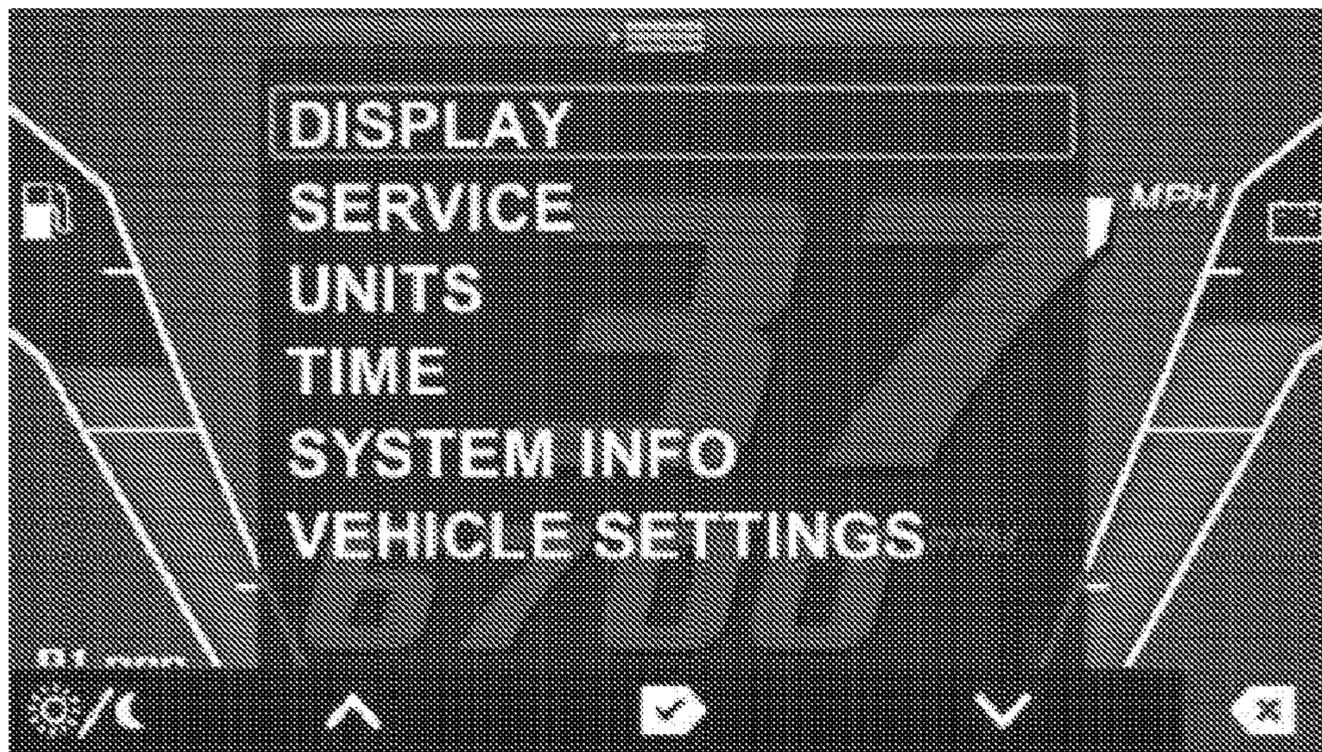 DISPLAY
SERVICE
MPH
UNITS
TIME
SYSTEM INFO
VEHICLE SETTINGS